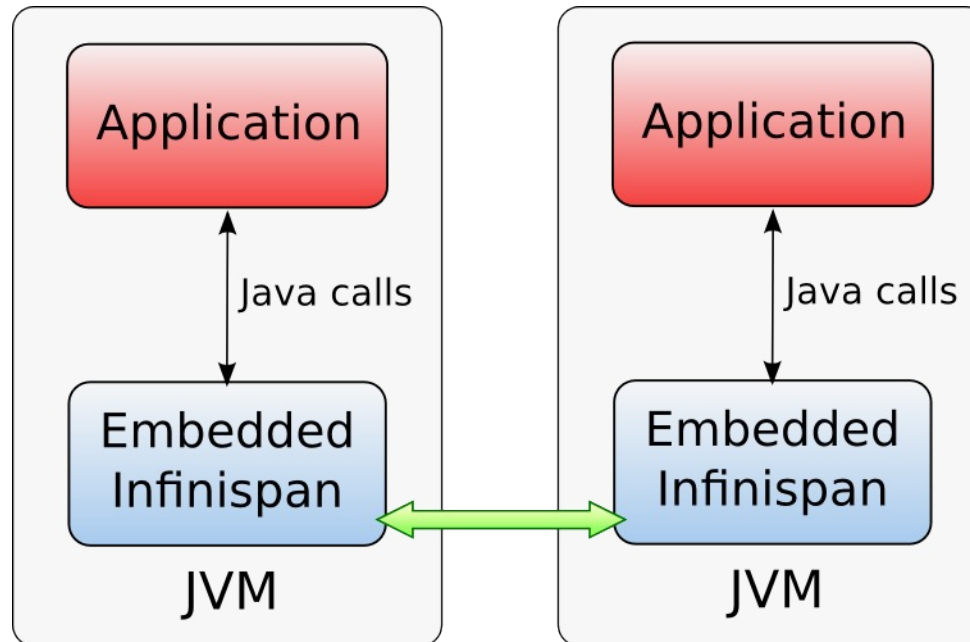 Application
Java calls
Embedded
Infinispan
JVM
Application
Java calls
Embedded
Infinispan
JVM